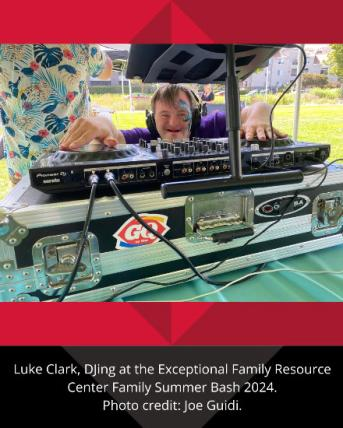 Pioneer DJ
serato
GO
Luke Clark, DJing at the Exceptional Family Resource
Center Family Summer Bash 2024.
Photo credit: Joe Guidi.